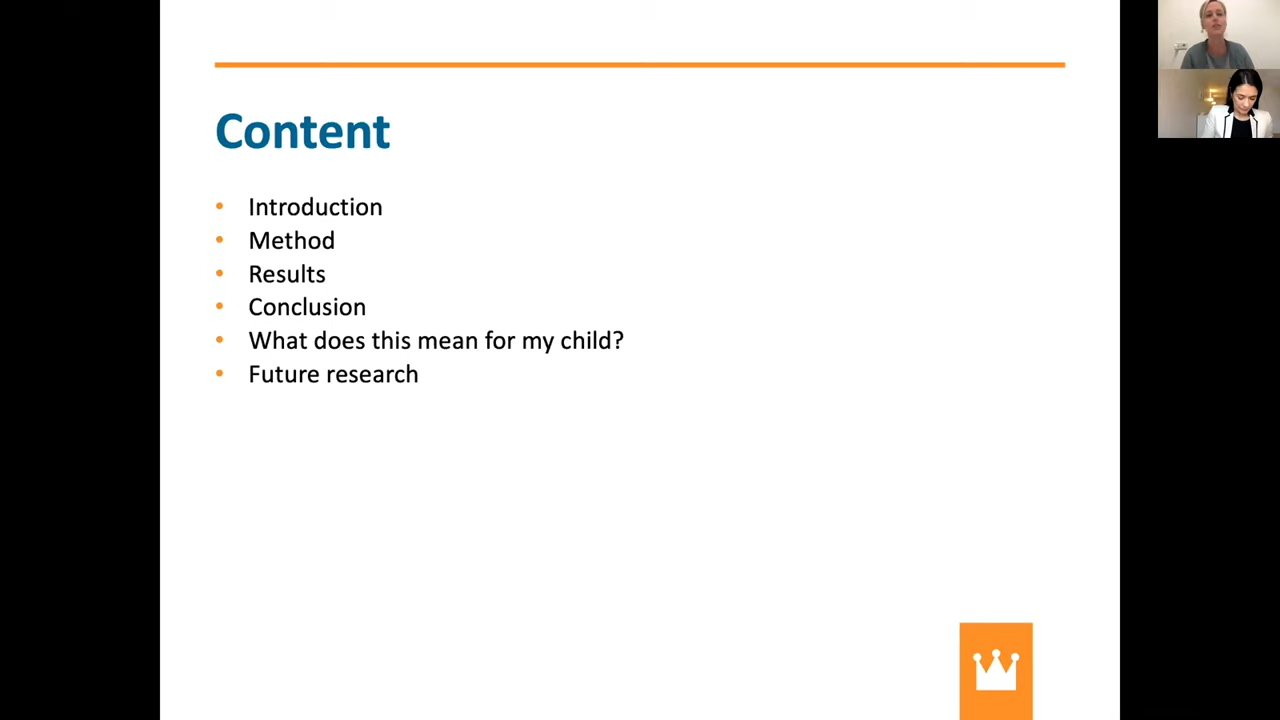 Content
• Introduction
• Method
• Results
• Conclusion
• What does this mean for my child?
• Future research